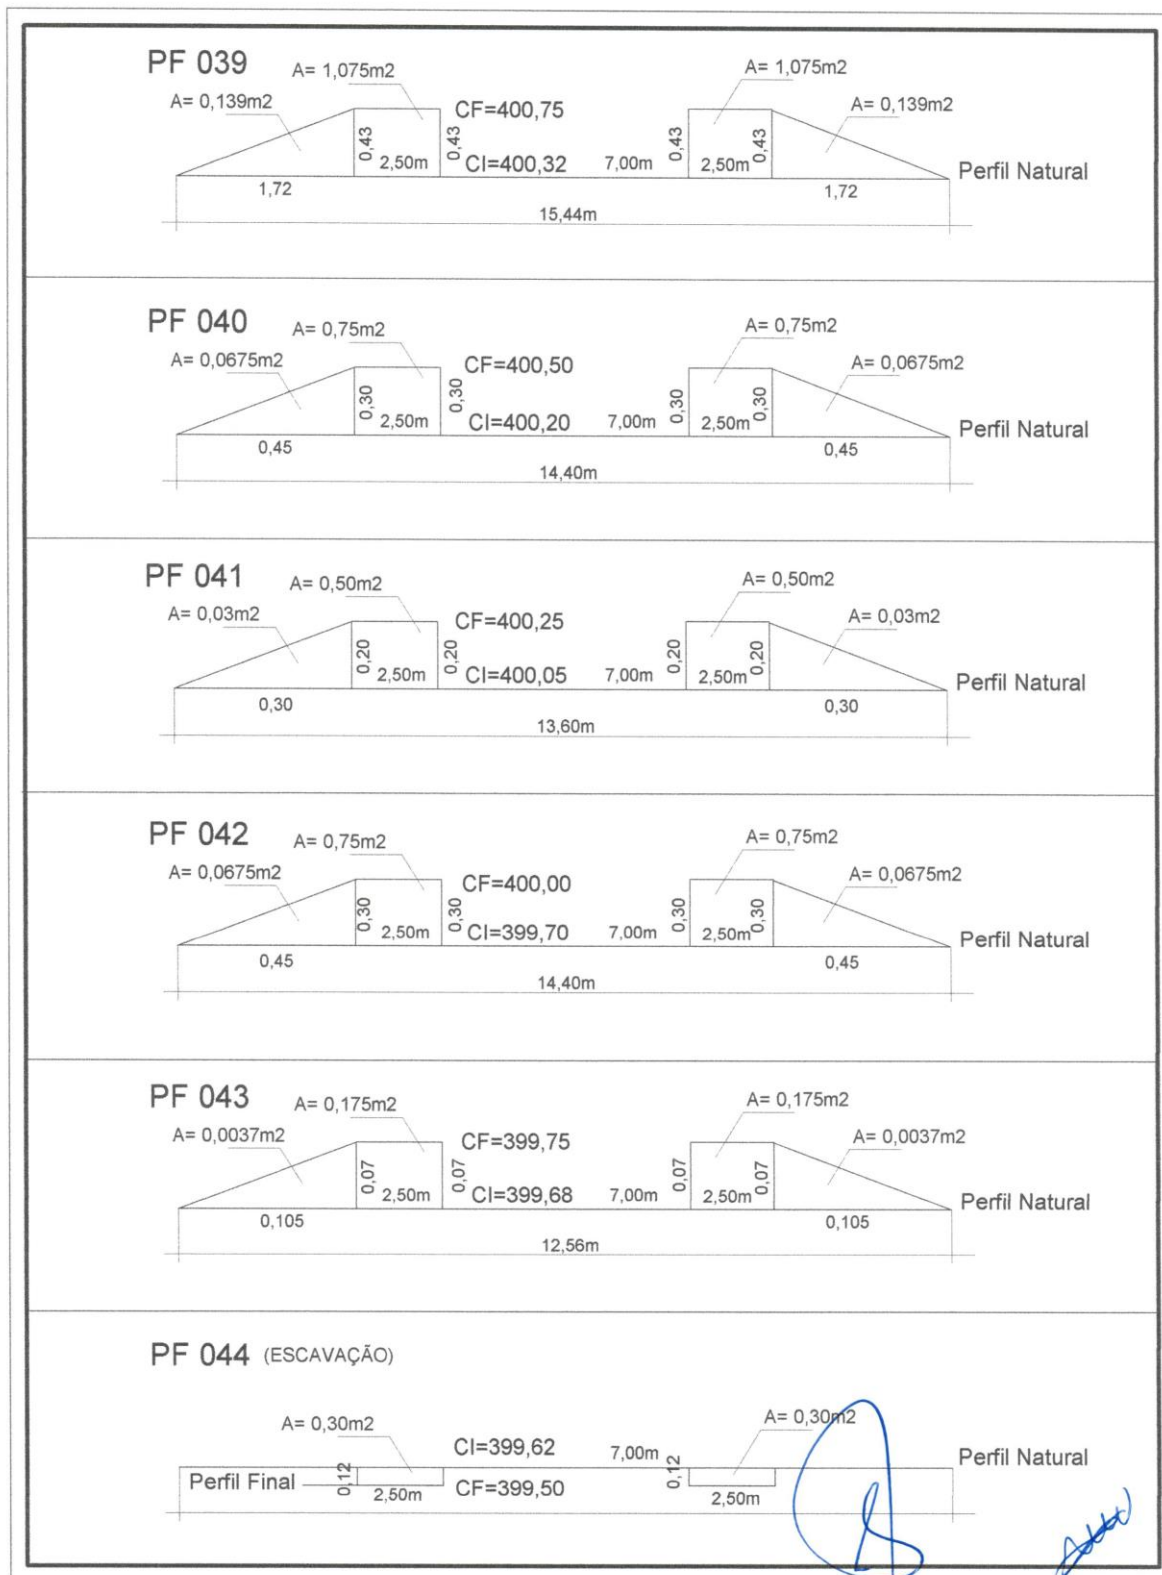 PF 039
A= 1,075m2
A= 1,075m2
A= 0,139m2
A= 0,139m2
CF=400,75
0,43
0,43
0,43
0,43
2,50m
CI=400,32
7,00m
2,50m
Perfil Natural
1,72
1,72
15,44m
PF 040
A= 0,75m2
A= 0,75m2
A= 0,0675m2
A= 0,0675m2
CF=400,50
0,30
0,30
0,30
0,30
2,50m
CI=400,20
7,00m
2,50m
Perfil Natural
0,45
0,45
14,40m
PF 041
A= 0,50m2
A= 0,50m2
A= 0,03m2
A= 0,03m2
CF=400,25
0,20
0,20
0,20
0,20
2,50m
CI=400,05
7,00m
2,50m
Perfil Natural
0,30
0,30
13,60m
PF 042
A= 0,75m2
A= 0,75m2
A= 0,0675m2
A= 0,0675m2
CF=400,00
0,30
0,30
0,30
0,30
2,50m
CI=399,70
7,00m
2,50m
Perfil Natural
0,45
0,45
14,40m
PF 043
A= 0,175m2
A= 0,175m2
A= 0,0037m2
A= 0,0037m2
CF=399,75
0,07
0,07
0,07
0,07
2,50m
CI=399,68
7,00m
2,50m
Perfil Natural
0,105
0,105
12,56m
PF 044 (ESCAVAÇÃO)
A= 0,30m2
A= 0,30m2
CI=399,62
7,00m
Perfil Natural
0,12
0,12
Perfil Final
2,50m
CF=399,50
2,50m